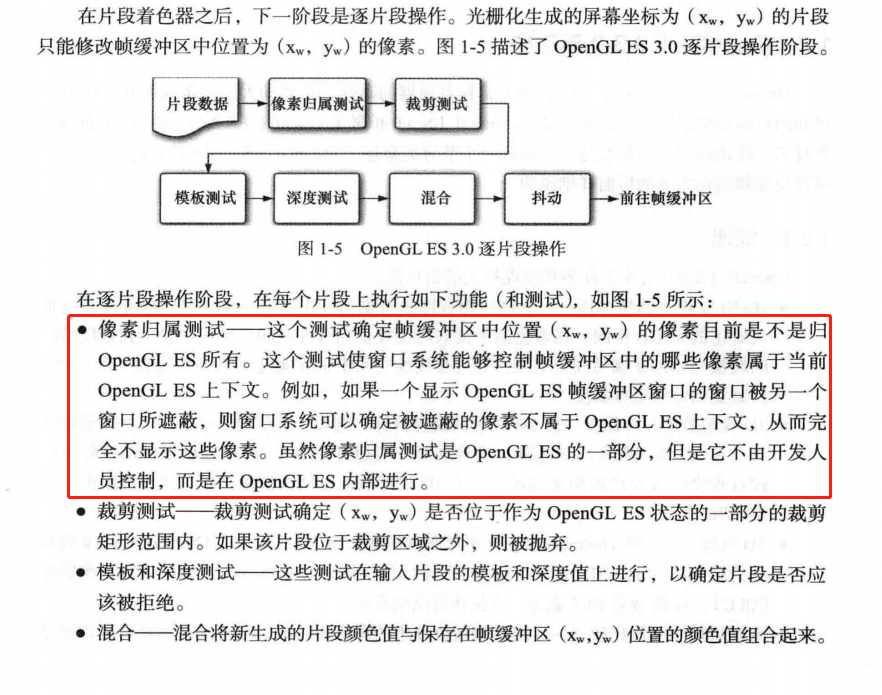 在片段着色器之后，下一阶段是逐片段操作。光栅化生成的屏幕坐标为（xw，yw）的片段
只能修改帧缓冲区中位置为（xw，yw）的像素。图 1-5 描述了 OpenGL ES 3.0 逐片段操作阶段。
片段数据 像素归属测试 裁剪测试
模板测试 深度测试 混合 抖动 前往帧缓冲区
图 1-5 OpenGL ES 3.0 逐片段操作
在逐片段操作阶段，在每个片段上执行如下功能（和测试），如图 1-5 所示：
● 像素归属测试——这个测试确定帧缓冲区中位置（xw，yw）的像素目前是不是归
OpenGL ES 所有。这个测试使窗口系统能够控制帧缓冲区中的哪些像素属于当前
OpenGL ES 上下文。例如，如果一个显示 OpenGL ES 帧缓冲区窗口的窗口被另一个
窗口所遮蔽，则窗口系统可以确定被遮蔽的像素不属于 OpenGL ES 上下文，从而完
全不显示这些像素。虽然像素归属测试是 OpenGL ES 的一部分，但是它不由开发人
员控制，而是在 OpenGL ES 内部进行。
● 裁剪测试——裁剪测试确定（xw，yw）是否位于作为 OpenGL ES 状态的一部分的裁剪
矩形范围内。如果该片段位于裁剪区域之外，则被抛弃。
● 模板和深度测试——这些测试在输入片段的模板和深度值上进行，以确定片段是否应
该被拒绝。
● 混合——混合将新生成的片段颜色值与保存在帧缓冲区（xw,yw）位置的颜色值组合起来。